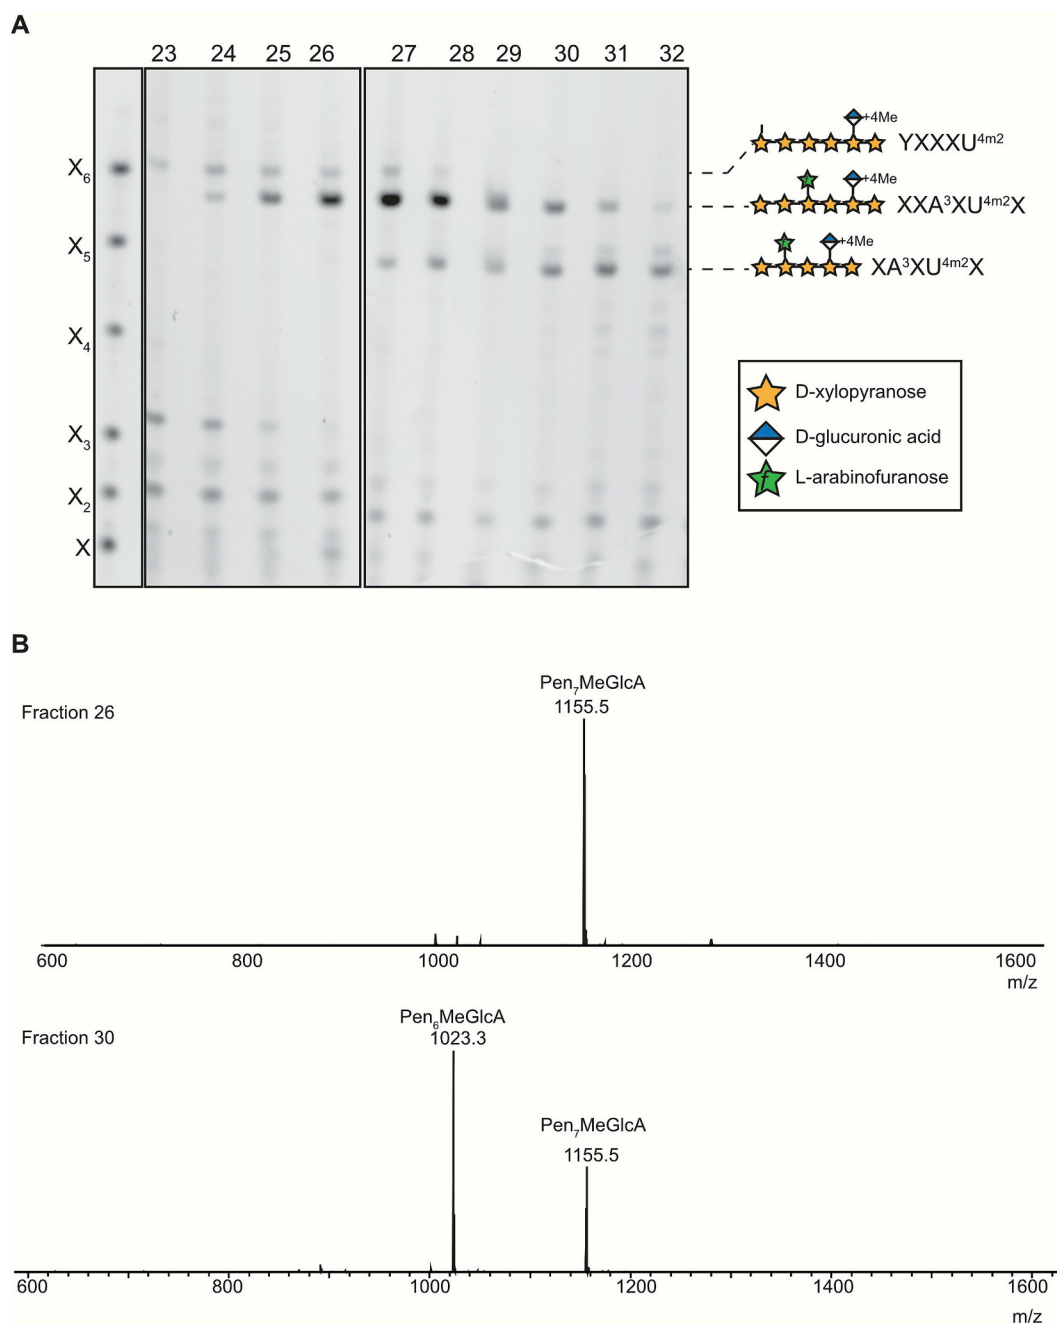 A
23 24 25 26 27 28 29 30 31 32
X6
X5
X4
X3
X2
X
+4Me
YXXXU4m2
+4Me
XXA3XU4m2X
+4Me
XA3XU4m2X
D-xylopyranose
D-glucuronic acid
f L-arabinofuranose
B
Fraction 26
Pen7MeGlcA
1155.5
600 800 1000 1200 1400 1600
m/z
Fraction 30
Pen6MeGlcA
1023.3
Pen7MeGlcA
1155.5
600 800 1000 1200 1400 1600
m/z